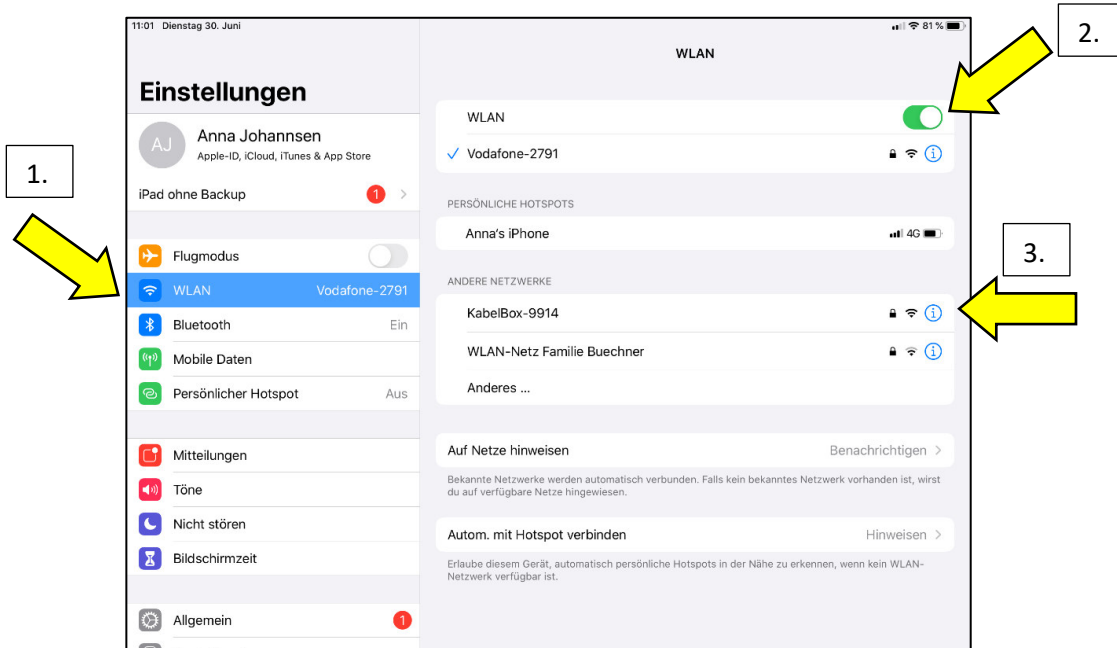 11:01 Dienstag 30. Juni
81 %
Einstellungen
AJ
Anna Johannsen
Apple-ID, iCloud, iTunes & App Store
iPad ohne Backup 1
Flugmodus
WLAN Vodafone-2791
Bluetooth Ein
Mobile Daten
Persönlicher Hotspot Aus
Mitteilungen
Töne
Nicht stören
Bildschirmzeit
Allgemein 1
WLAN
WLAN
Vodafone-2791
PERSÖNLICHE HOTSPOTS
Anna's iPhone 4G
ANDERE NETZWERKE
KabelBox-9914
WLAN-Netz Familie Buechner
Anderes ...
Auf Netze hinweisen Benachrichtigen
Bekannte Netzwerke werden automatisch verbunden. Falls kein bekanntes Netzwerk vorhanden ist, wirst
du auf verfügbare Netze hingewiesen.
Autom. mit Hotspot verbinden Hinweisen
Erlaube diesem Gerät, automatisch persönliche Hotspots in der Nähe zu erkennen, wenn kein WLAN-
Netzwerk verfügbar ist.
1.
2.
3.